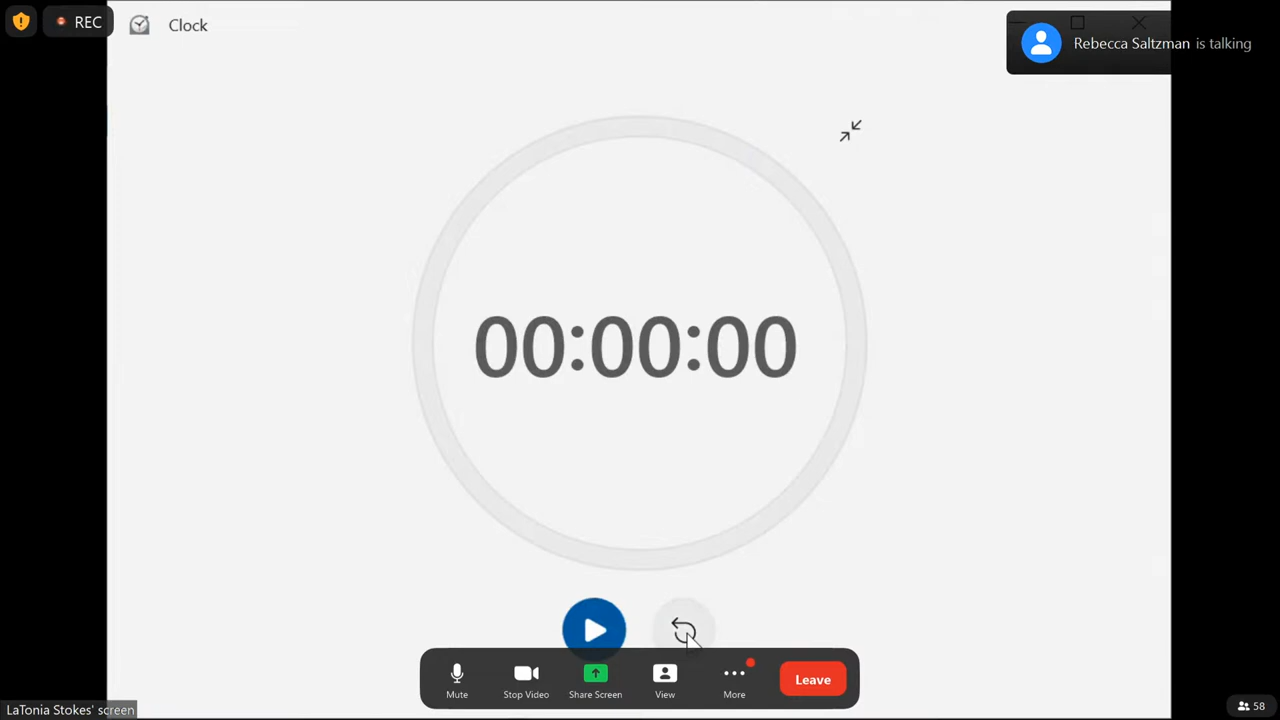 REC
Clock
Rebecca Saltzman is talking
00:00:00
Mute
Stop Video
Share Screen
View
More
Leave
LaTonia Stokes' screen
58